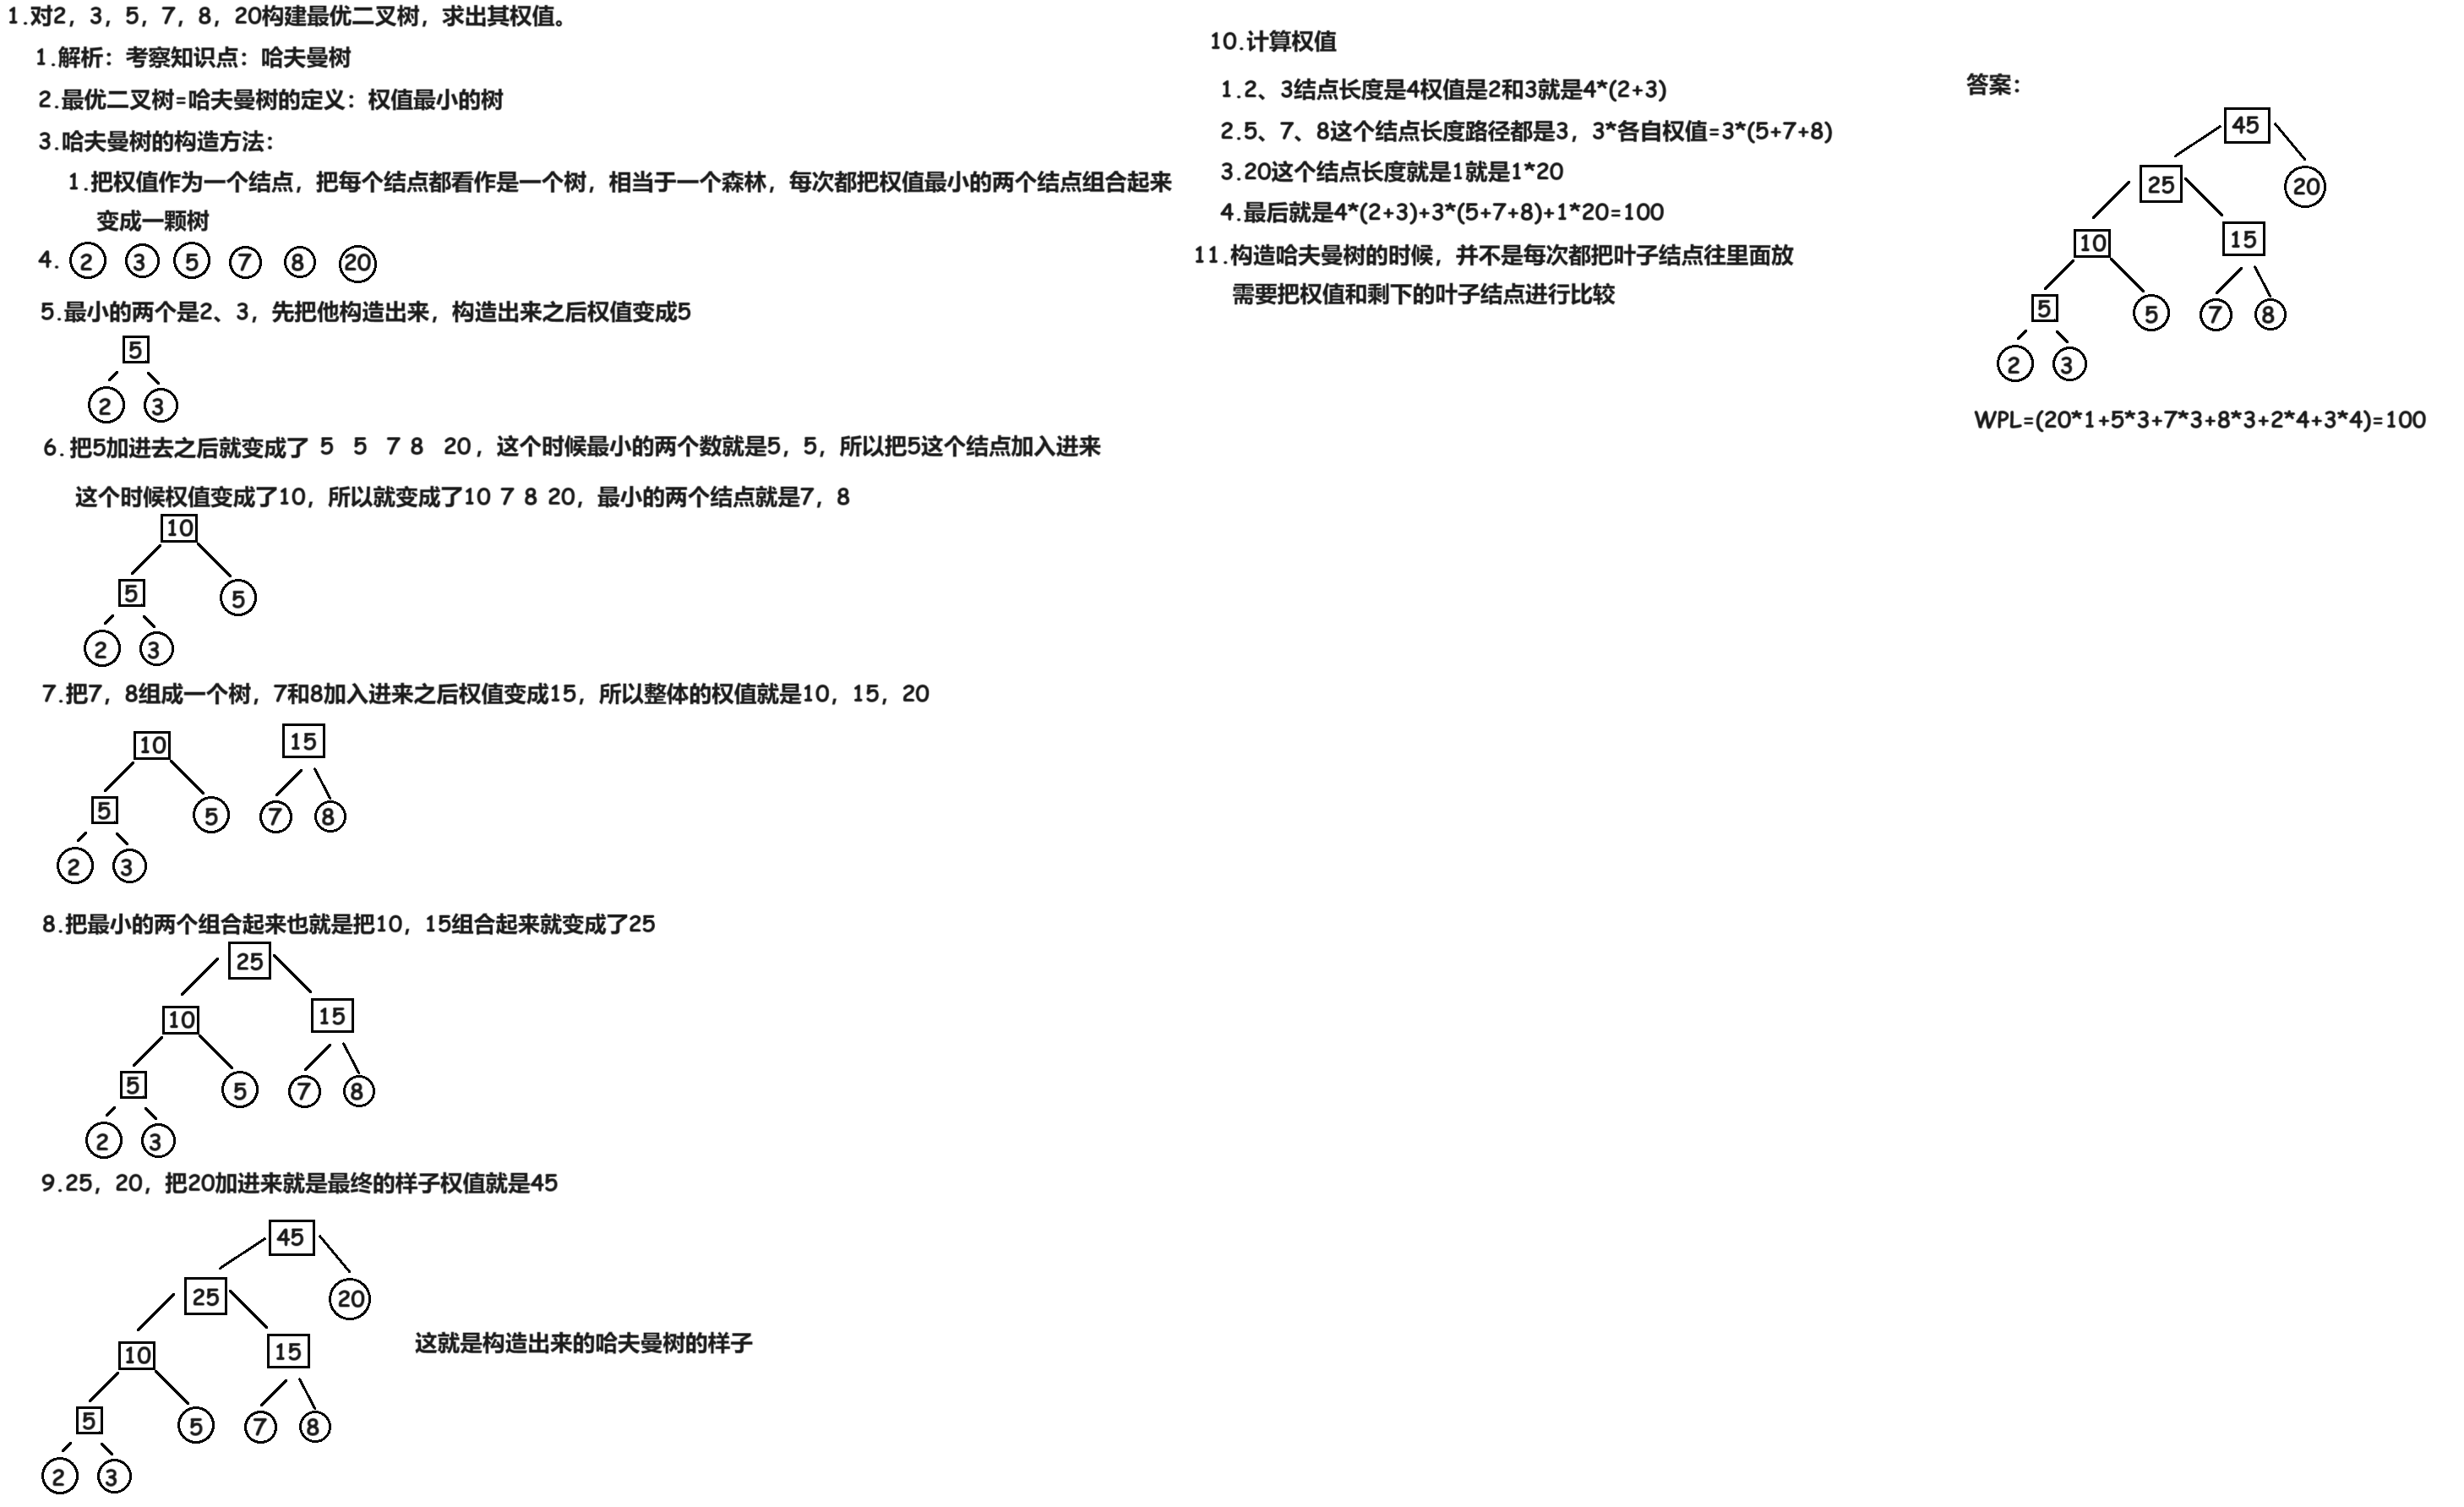 1.对2，3，5，7，8，20构建最优二叉树，求出其权值。
1.解析：考察知识点：哈夫曼树
2.最优二叉树=哈夫曼树的定义：权值最小的树
3.哈夫曼树的构造方法：
1.把权值作为一个结点，把每个结点都看作是一个树，相当于一个森林，每次都把权值最小的两个结点组合起来
变成一颗树
4. 2 3 5 7 8 20
5.最小的两个是2、3，先把他构造出来，构造出来之后权值变成5
5
2 3
6.把5加进去之后就变成了 5 5 7 8 20，这个时候最小的两个数就是5，5，所以把5这个结点加入进来
这个时候权值变成了10，所以就变成了10 7 8 20，最小的两个结点就是7，8
10
5 5
2 3
7.把7，8组成一个树，7和8加入进来之后权值变成15，所以整体的权值就是10，15，20
10 15
5 5 7 8
2 3
8.把最小的两个组合起来也就是把10，15组合起来就变成了25
25
10 15
5 5 7 8
2 3
9.25，20，把20加进来就是最终的样子权值就是45
45
25 20
10 15
5 5 7 8
2 3
这就是构造出来的哈夫曼树的样子
10.计算权值
1.2、3结点长度是4权值是2和3就是4*(2+3)
2.5、7、8这个结点长度路径都是3，3*各自权值=3*(5+7+8)
3.20这个结点长度就是1就是1*20
4.最后就是4*(2+3)+3*(5+7+8)+1*20=100
11.构造哈夫曼树的时候，并不是每次都把叶子结点往里面放
需要把权值和剩下的叶子结点进行比较
答案：
45
25 20
10 15
5 5 7 8
2 3
WPL=(20*1+5*3+7*3+8*3+2*4+3*4)=100